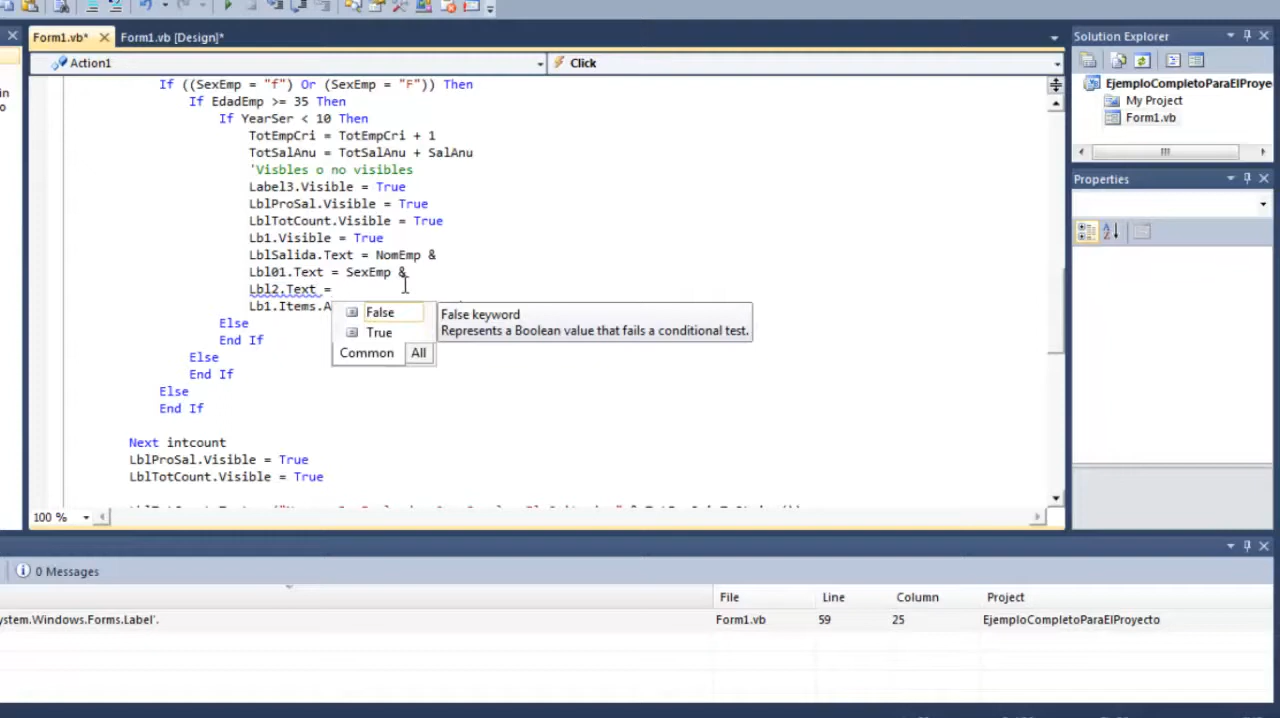 Form1.vb* Form1.vb [Design]* Solution Explorer
Action1 Click
in
o
EjemploCompletoParaElProye
My Project
Form1.vb
If ((SexEmp = "f") Or (SexEmp = "F")) Then
If EdadEmp >= 35 Then
If YearSer < 10 Then
TotEmpCri = TotEmpCri + 1
TotSalAnu = TotSalAnu + SalAnu
'Visbles o no visibles
Label3.Visible = True
LblProSal.Visible = True
LblTotCount.Visible = True
Lb1.Visible = True
LblSalida.Text = NomEmp &
Lbl01.Text = SexEmp &
Lbl2.Text =
Lb1.Items.A
False
True
Common All
False keyword
Represents a Boolean value that fails a conditional test.
Else
End If
Else
End If
Else
End If
Next intcount
LblProSal.Visible = True
LblTotCount.Visible = True
100 %
Properties
0 Messages
File Line Column Project
ystem.Windows.Forms.Label'. Form1.vb 59 25 EjemploCompletoParaElProyecto